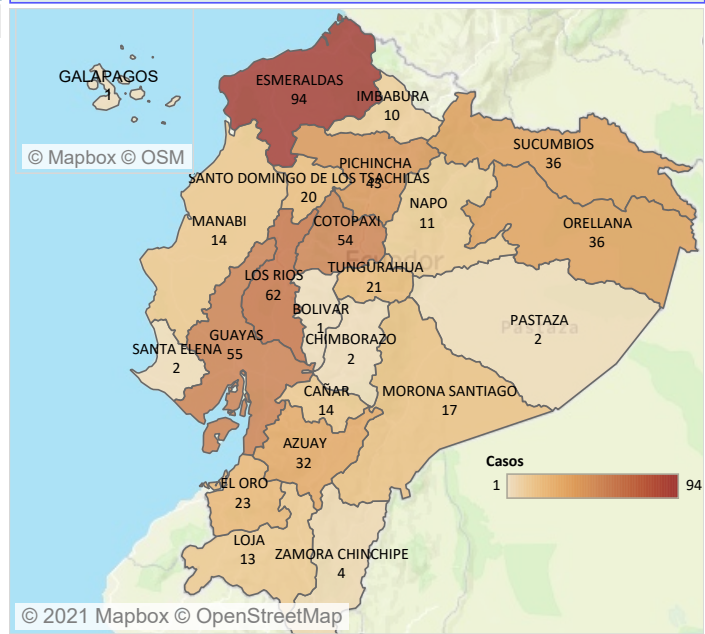 GALAPAGOS
1
© Mapbox © OSM
ESMERALDAS
94
IMBABURA
10
SUCUMBIOS
36
PICHINCHA
43
SANTO DOMINGO DE LOS TSACHILAS
20
NAPO
11
ORELLANA
36
MANABI
14
COTOPAXI
54
Ecuador
TUNGURAHUA
21
LOS RIOS
62
BOLIVAR
1
PASTAZA
2
Pastaza
GUAYAS
55
CHIMBORAZO
2
SANTA ELENA
2
CAÑAR
14
MORONA SANTIAGO
17
AZUAY
32
Casos
1
94
EL ORO
23
LOJA
13
ZAMORA CHINCHIPE
4
© 2021 Mapbox © OpenStreetMap